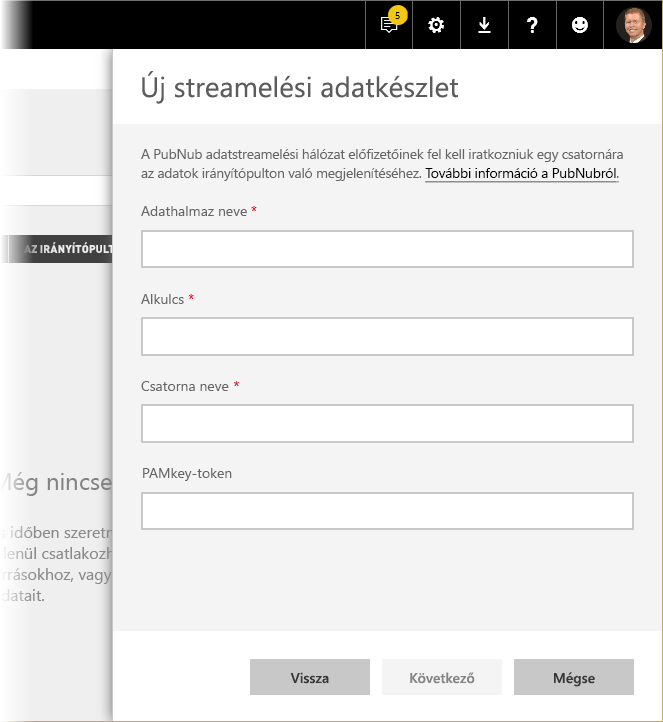 5
?
Új streamelési adatkészlet
A PubNub adatstreamelési hálózat előfizetőinek fel kell iratkozniuk egy csatornára
az adatok irányítópulton való megjelenítéséhez. További információ a PubNubról.
Adathalmaz neve *
AZ IRÁNYÍTÓPULT
Alkulcs *
Csatorna neve *
Még nincse
PAMkey-token
időben szeretn
lenül csatlakozh
rrásokhoz, vagy
datait.
Vissza
Következő
Mégse